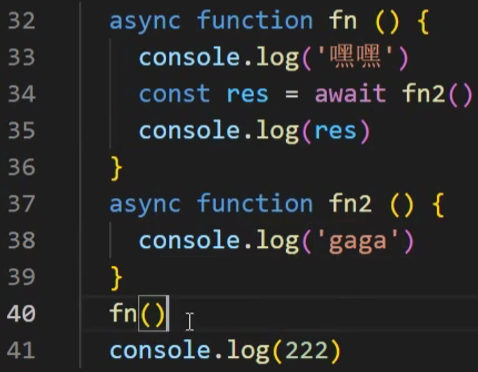 32 async function fn () {
33 console.log('嘿嘿')
34 const res = await fn2()
35 console.log(res)
36 }
37 async function fn2 () {
38 console.log('gaga')
39 }
40 fn()
41 console.log(222)